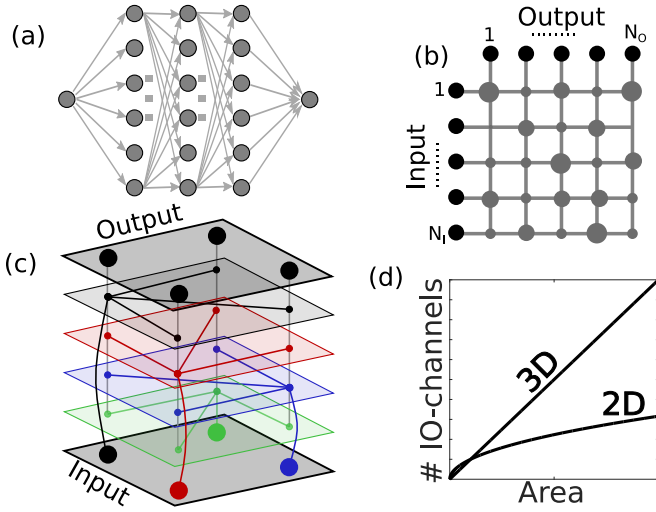 (a)
(b)
Output
1
N_O
1
Input
N_I
(c)
Output
Input
(d)
# IO-channels
3D
2D
Area